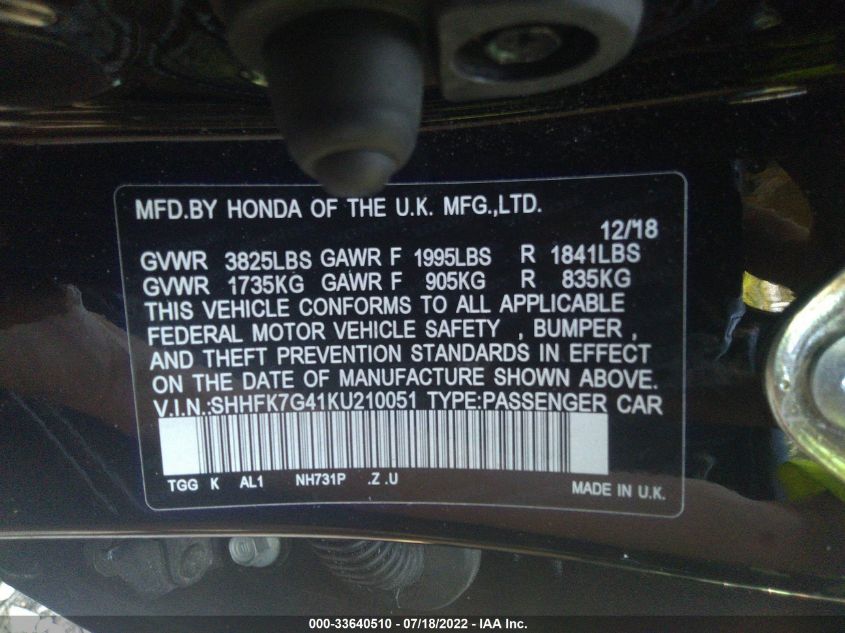 MFD.BY HONDA OF THE U.K. MFG.,LTD.
12/18
GVWR 3825LBS GAWR F 1995LBS R 1841LBS
GVWR 1735KG GAWR F 905KG R 835KG
THIS VEHICLE CONFORMS TO ALL APPLICABLE
FEDERAL MOTOR VEHICLE SAFETY , BUMPER ,
AND THEFT PREVENTION STANDARDS IN EFFECT
ON THE DATE OF MANUFACTURE SHOWN ABOVE.
V.I.N.:SHHFK7G41KU210051 TYPE:PASSENGER CAR
TGG K AL1 NH731P .Z .U
MADE IN U.K.
000-33640510 - 07/18/2022 - IAA Inc.